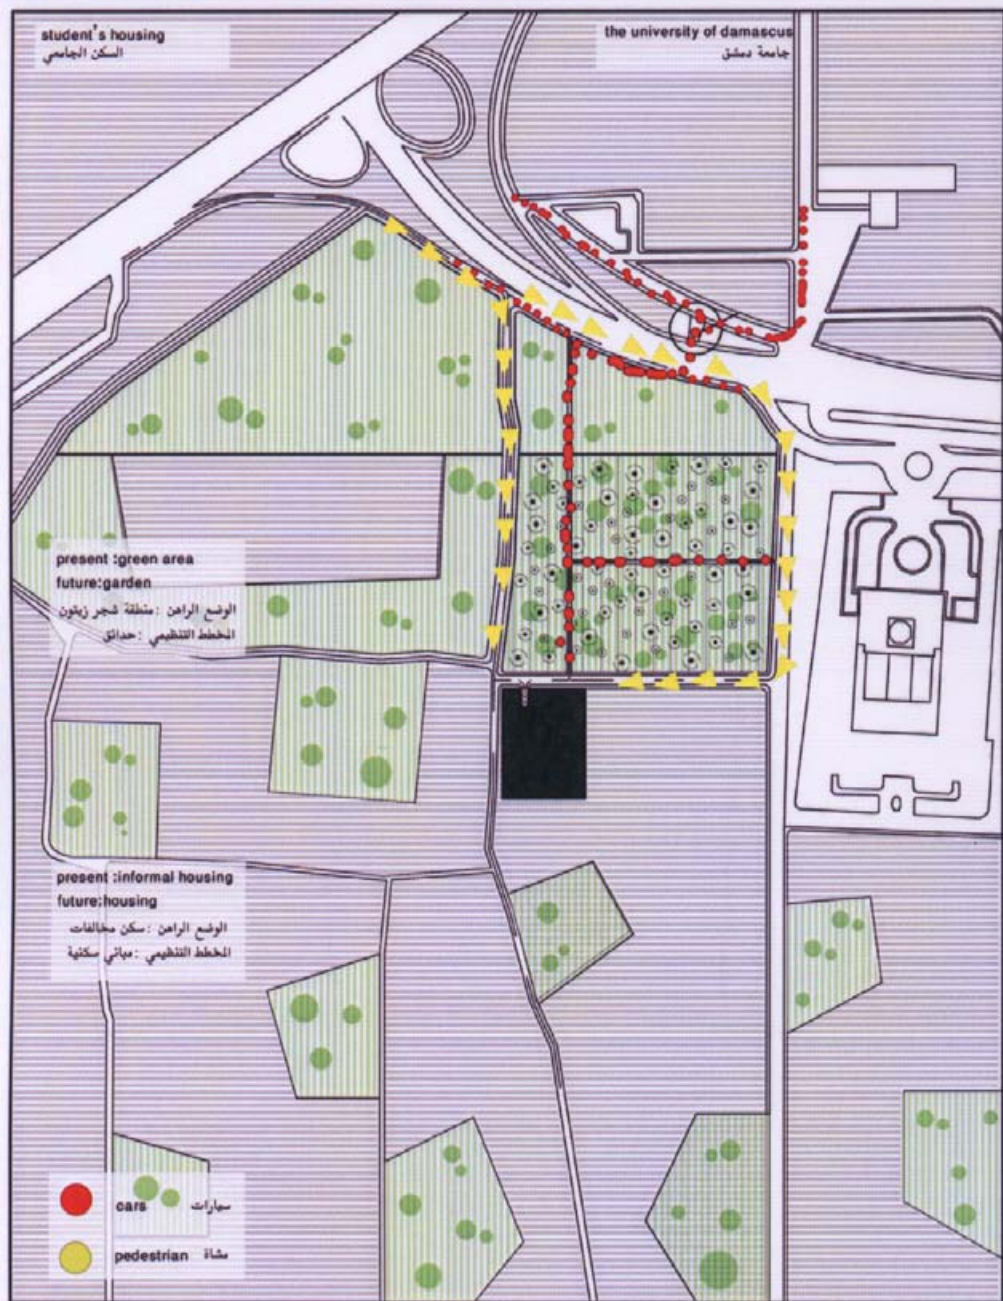 student's housing
السكن الجامعي
the university of damascus
جامعة دمشق
present :green area
future:garden
الوضع الراهن :منطقة شجر زيتون
المخطط التنظيمي :حدائق
present :informal housing
future:housing
الوضع الراهن :سكن مخالفات
المخطط التنظيمي :مباني سكنية
cars سيارات
pedestrian مشاة